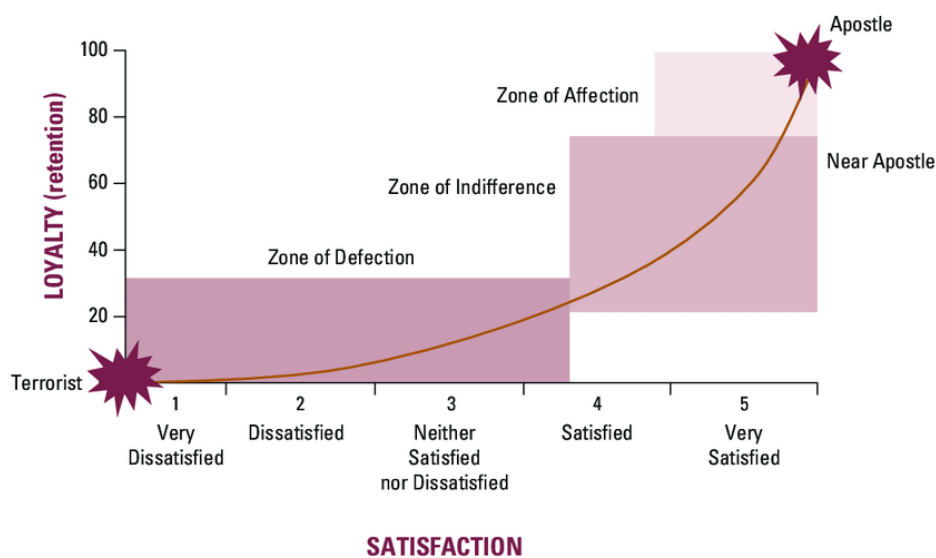 Apostle
100
Zone of Affection
80
Near Apostle
Zone of Indifference
60
LOYALTY (retention)
40
Zone of Defection
20
Terrorist
1
2
3
4
5
Very
Dissatisfied
Dissatisfied
Neither
Satisfied
nor Dissatisfied
Satisfied
Very
Satisfied
SATISFACTION